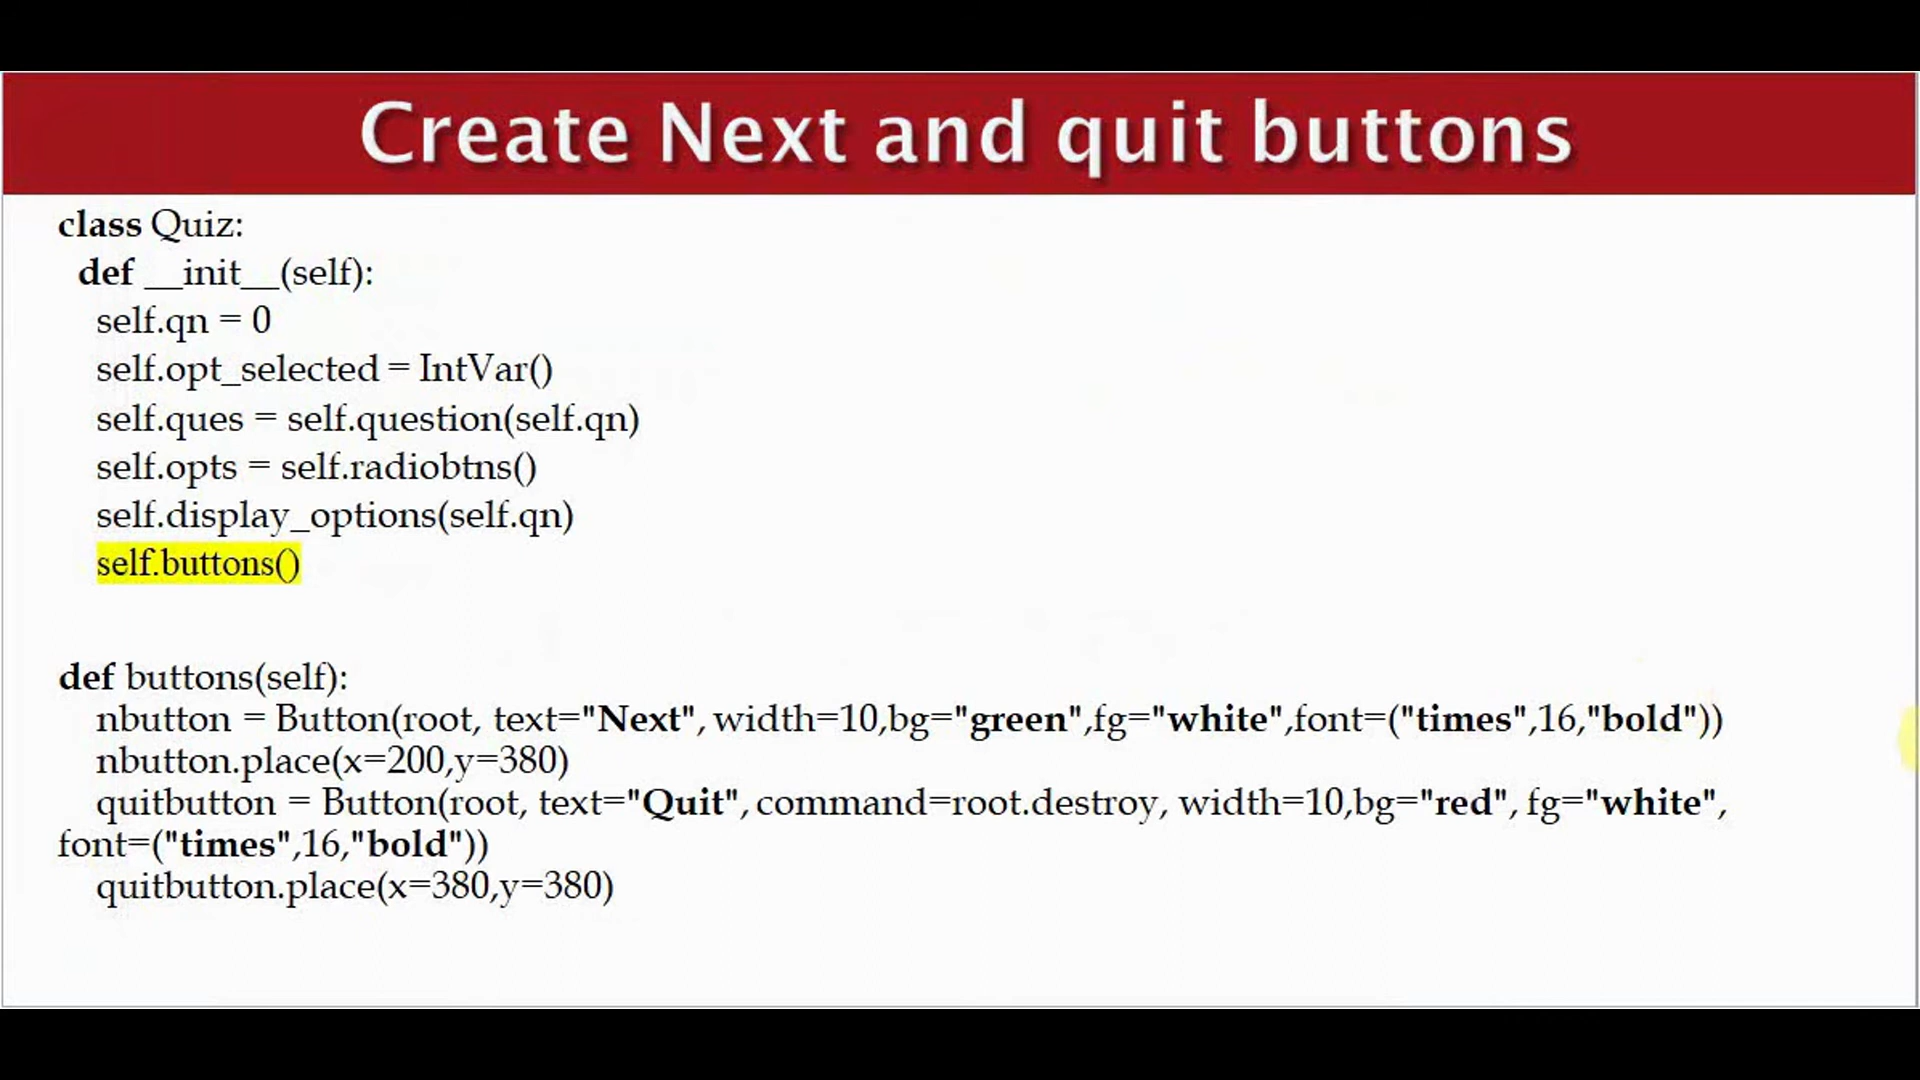 Create Next and quit buttons
class Quiz:
def __init__(self):
self.qn = 0
self.opt_selected = IntVar()
self.ques = self.question(self.qn)
self.opts = self.radiobtns()
self.display_options(self.qn)
self.buttons()
def buttons(self):
nbutton = Button(root, text="Next", width=10,bg="green",fg="white",font=("times",16,"bold"))
nbutton.place(x=200,y=380)
quitbutton = Button(root, text="Quit", command=root.destroy, width=10,bg="red", fg="white",
font=("times",16,"bold"))
quitbutton.place(x=380,y=380)